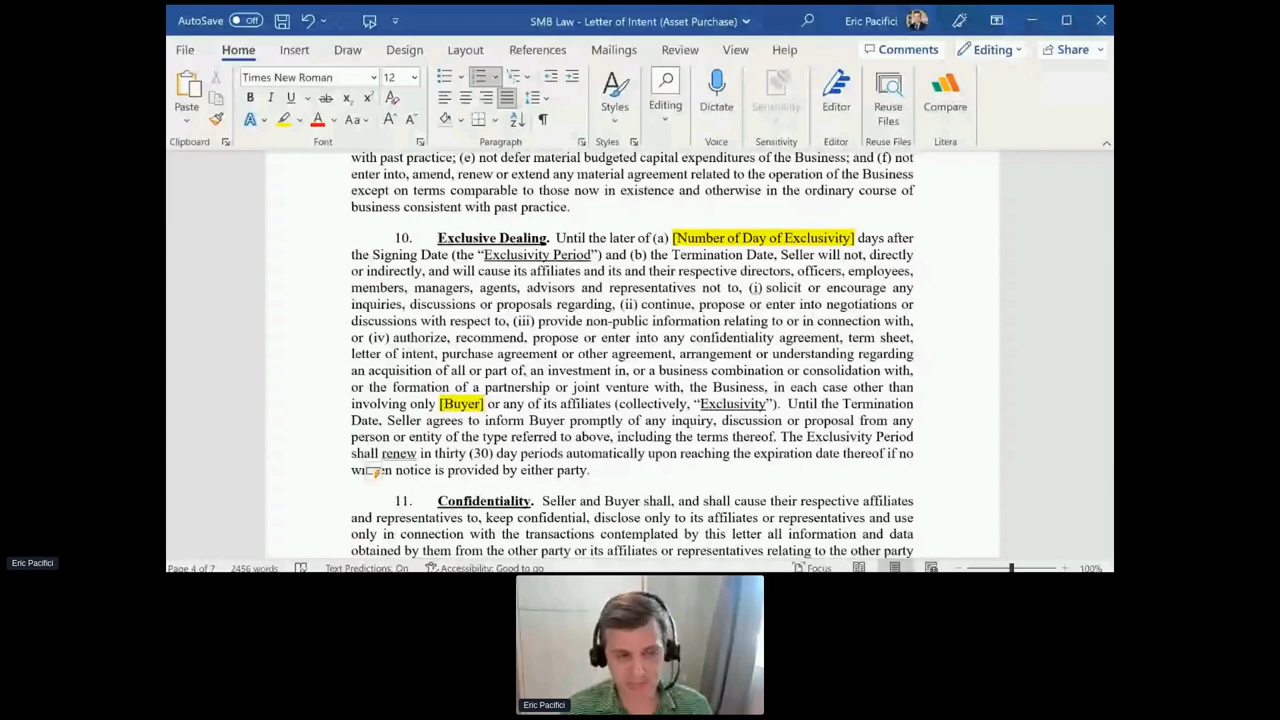 AutoSave Off SMB Law - Letter of Intent (Asset Purchase) Eric Pacifici
File Home Insert Draw Design Layout References Mailings Review View Help Comments Editing Share
Times New Roman 12
Paste Styles Editing Dictate Sensitivity Editor Reuse Files Compare
Clipboard Font Paragraph Styles Voice Sensitivity Editor Reuse Files Litera
with past practice; (e) not defer material budgeted capital expenditures of the Business; and (f) not
enter into, amend, renew or extend any material agreement related to the operation of the Business
except on terms comparable to those now in existence and otherwise in the ordinary course of
business consistent with past practice.
10. Exclusive Dealing. Until the later of (a) [Number of Day of Exclusivity] days after
the Signing Date (the “Exclusivity Period”) and (b) the Termination Date, Seller will not, directly
or indirectly, and will cause its affiliates and its and their respective directors, officers, employees,
members, managers, agents, advisors and representatives not to, (i) solicit or encourage any
inquiries, discussions or proposals regarding, (ii) continue, propose or enter into negotiations or
discussions with respect to, (iii) provide non-public information relating to or in connection with,
or (iv) authorize, recommend, propose or enter into any confidentiality agreement, term sheet,
letter of intent, purchase agreement or other agreement, arrangement or understanding regarding
an acquisition of all or part of, an investment in, or a business combination or consolidation with,
or the formation of a partnership or joint venture with, the Business, in each case other than
involving only [Buyer] or any of its affiliates (collectively, “Exclusivity”). Until the Termination
Date, Seller agrees to inform Buyer promptly of any inquiry, discussion or proposal from any
person or entity of the type referred to above, including the terms thereof. The Exclusivity Period
shall renew in thirty (30) day periods automatically upon reaching the expiration date thereof if no
notice is provided by either party.
11. Confidentiality. Seller and Buyer shall, and shall cause their respective affiliates
and representatives to, keep confidential, disclose only to its affiliates or representatives and use
only in connection with the transactions contemplated by this letter all information and data
obtained by them from the other party or its affiliates or representatives relating to the other party
Page 4 of 7 2456 words Text Predictions: On Accessibility: Good to go Focus 100%
Eric Pacifici
Eric Pacifici